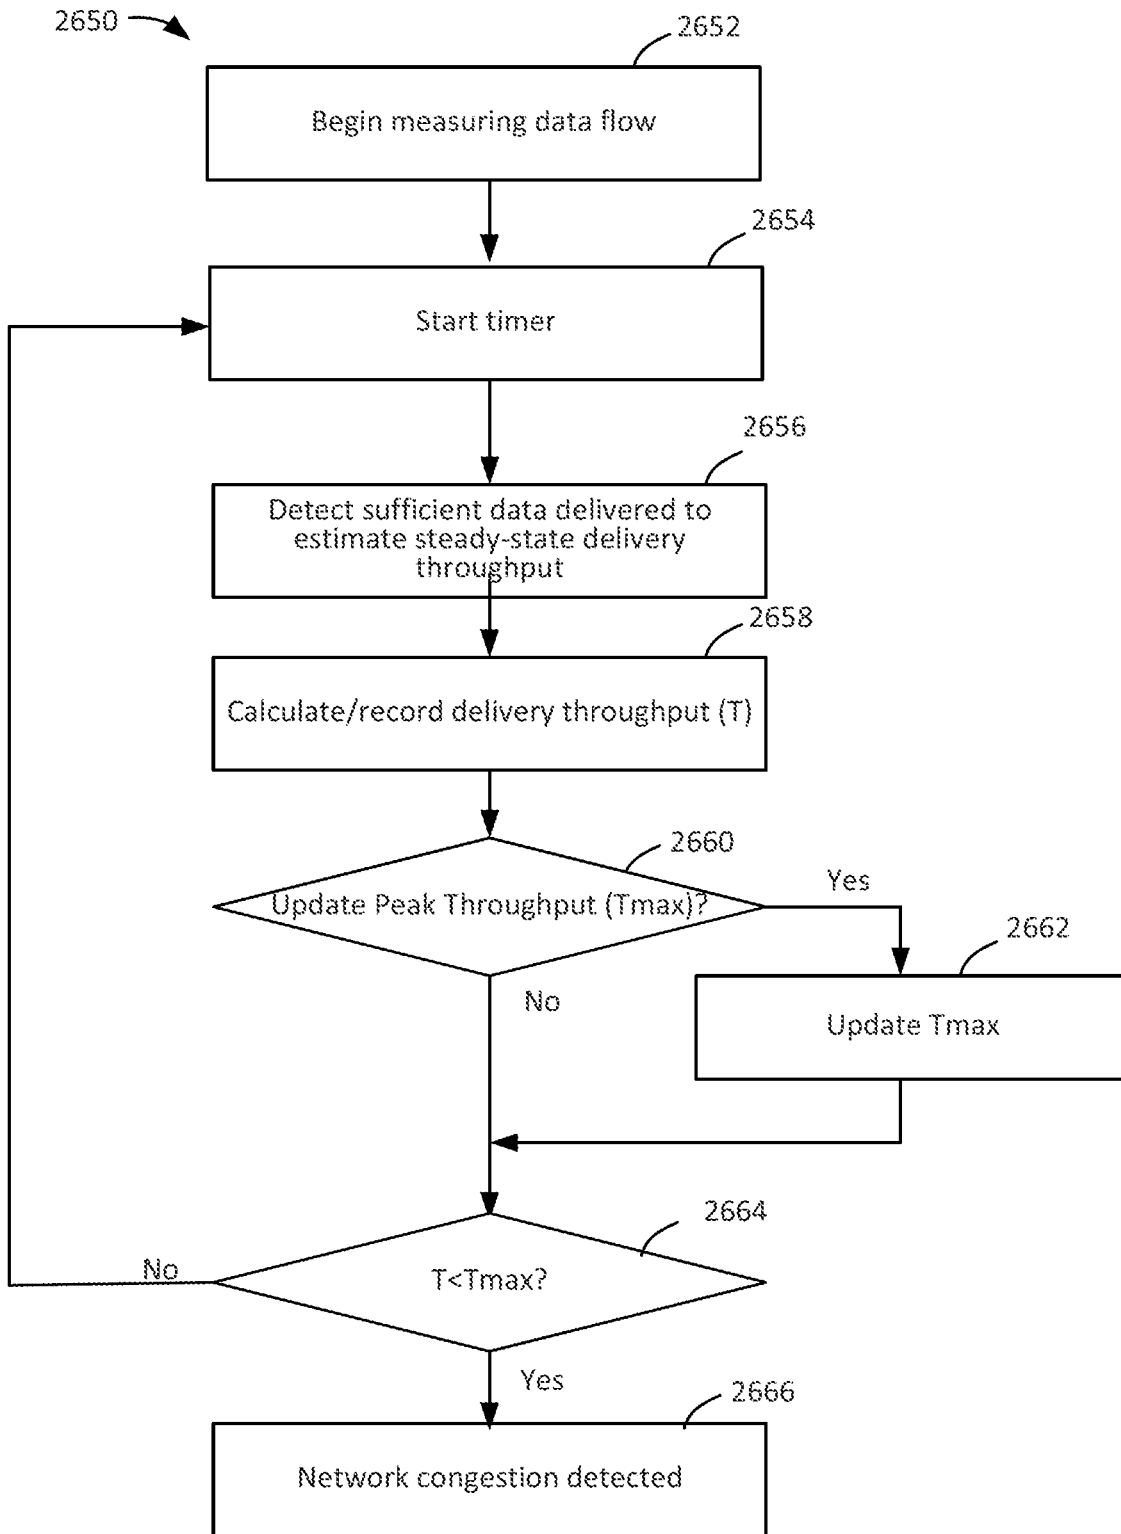 2650
2652
Begin measuring data flow
2654
Start timer
2656
Detect sufficient data delivered to
estimate steady-state delivery
throughput
2658
Calculate/record delivery throughput (T)
2660
Update Peak Throughput (Tmax)?
Yes
2662
No
Update Tmax
2664
No
T<Tmax?
Yes
2666
Network congestion detected